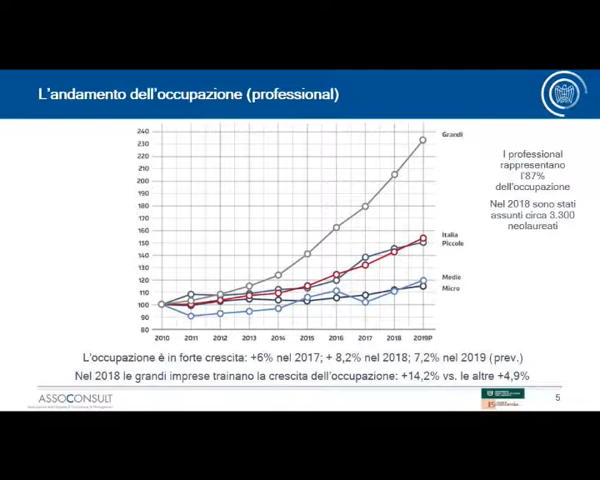 L'andamento dell'occupazione (professional)
240
230
220
210
200
190
180
170
160
150
140
130
120
110
100
90
80
Grandi
Italia
Piccole
Medie
Micro
2010
2011
2012
2013
2014
2015
2016
2017
2018
2019P
I professional
rappresentano
l'87%
dell'occupazione
Nel 2018 sono stati
assunti circa 3.300
neolaureati
L'occupazione è in forte crescita: +6% nel 2017; + 8,2% nel 2018; 7,2% nel 2019 (prev.)
Nel 2018 le grandi imprese trainano la crescita dell'occupazione: +14,2% vs. le altre +4,9%
ASSOCONSULT
5